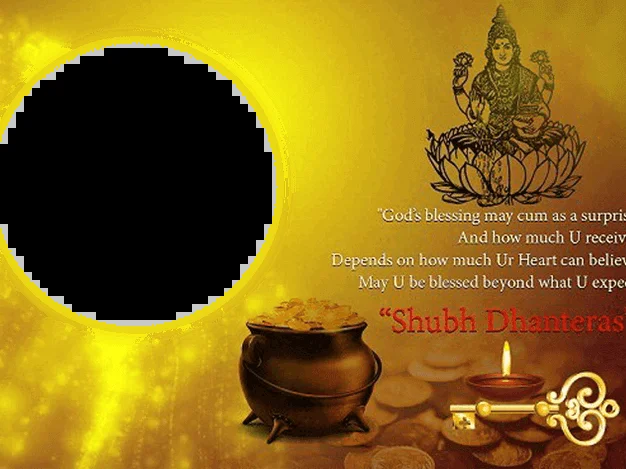 "God's blessing may cum as a surpris
And how much U receiv
Depends on how much Ur Heart can believ
May U be blessed beyond what U expec
“Shubh Dhanteras